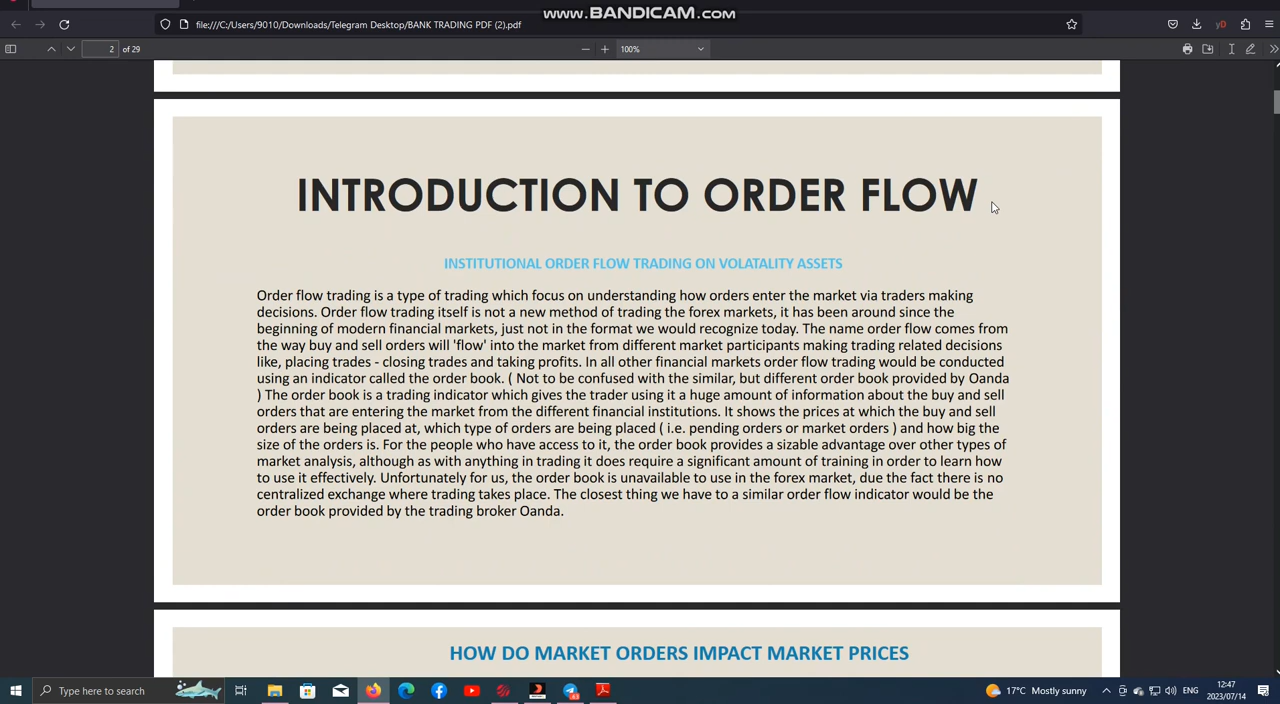 www.BANDICAM.com
file:///C:/Users/9010/Downloads/Telegram Desktop/BANK TRADING PDF (2).pdf
2 of 29
100%
INTRODUCTION TO ORDER FLOW
INSTITUTIONAL ORDER FLOW TRADING ON VOLATALITY ASSETS
Order flow trading is a type of trading which focus on understanding how orders enter the market via traders making
decisions. Order flow trading itself is not a new method of trading the forex markets, it has been around since the
beginning of modern financial markets, just not in the format we would recognize today. The name order flow comes from
the way buy and sell orders will 'flow' into the market from different market participants making trading related decisions
like, placing trades - closing trades and taking profits. In all other financial markets order flow trading would be conducted
using an indicator called the order book. ( Not to be confused with the similar, but different order book provided by Oanda
) The order book is a trading indicator which gives the trader using it a huge amount of information about the buy and sell
orders that are entering the market from the different financial institutions. It shows the prices at which the buy and sell
orders are being placed at, which type of orders are being placed ( i.e. pending orders or market orders ) and how big the
size of the orders is. For the people who have access to it, the order book provides a sizable advantage over other types of
market analysis, although as with anything in trading it does require a significant amount of training in order to learn how
to use it effectively. Unfortunately for us, the order book is unavailable to use in the forex market, due the fact there is no
centralized exchange where trading takes place. The closest thing we have to a similar order flow indicator would be the
order book provided by the trading broker Oanda.
HOW DO MARKET ORDERS IMPACT MARKET PRICES
Type here to search
17°C Mostly sunny
ENG
12:47
2023/07/14